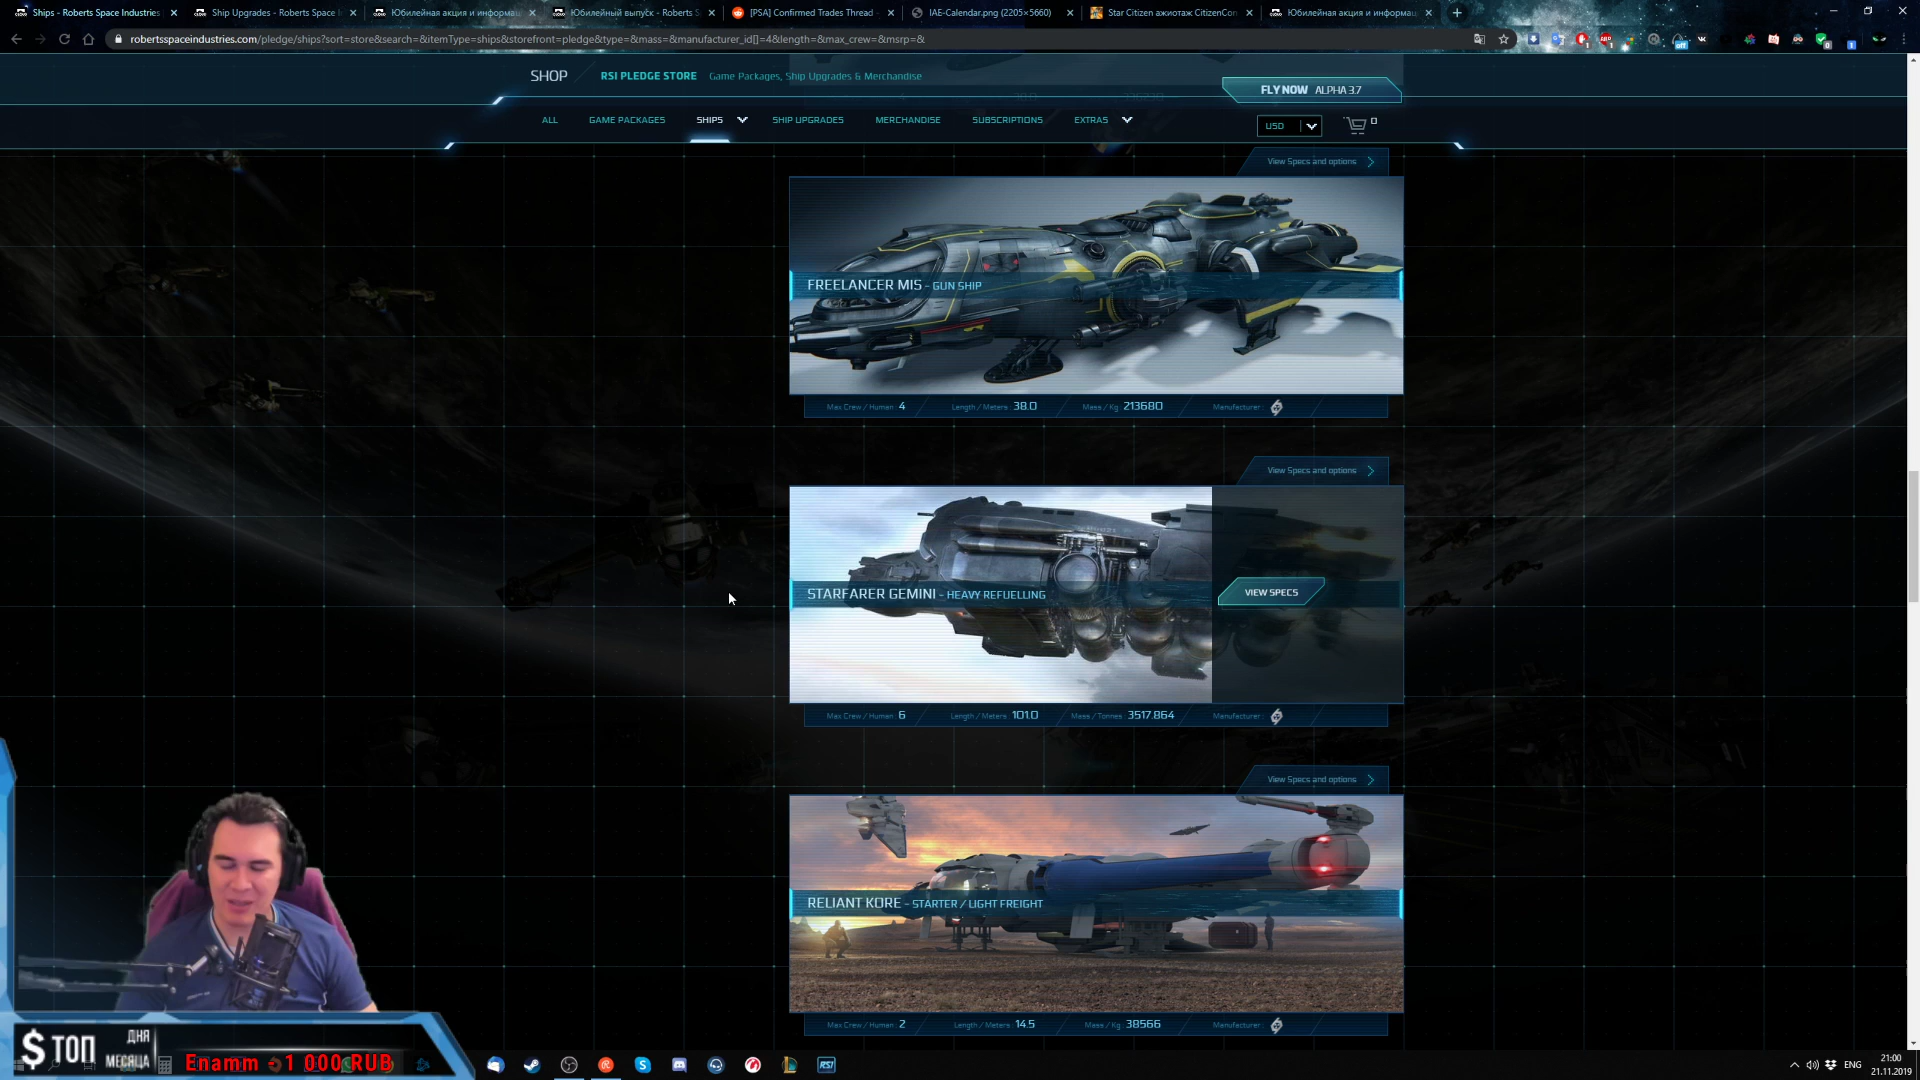 Ships - Roberts Space Industries
Ship Upgrades - Roberts Space I
Юбилейная акция и информац
Юбилейный выпуск - Roberts S
[PSA] Confirmed Trades Thread
IAE-Calendar.png (2205×5660)
Star Citizen ажиотаж CitizenCon
Юбилейная акция и информац
robertsspaceindustries.com/pledge/ships?sort=store&search=&itemType=ships&storefront=pledge&type=&mass=&manufacturer_id[]=4&length=&max_crew=&msrp=&
SHOP
RSI PLEDGE STORE
Game Packages, Ship Upgrades & Merchandise
FLY NOW ALPHA 3.7
ALL
GAME PACKAGES
SHIPS
SHIP UPGRADES
MERCHANDISE
SUBSCRIPTIONS
EXTRAS
USD
0
View Specs and options
FREELANCER MIS - GUN SHIP
Max Crew / Human : 4
Length / Meters : 38.0
Mass / Kg : 213680
Manufacturer :
View Specs and options
STARFARER GEMINI - HEAVY REFUELLING
VIEW SPECS
Max Crew / Human : 6
Length / Meters : 101.0
Mass / Tonnes : 3517.864
Manufacturer :
View Specs and options
RELIANT KORE - STARTER / LIGHT FREIGHT
Max Crew / Human : 2
Length / Meters : 14.5
Mass / Kg : 38566
Manufacturer :
$ТОП
ДНЯ
МЕСЯЦА
Enamm - 1 000 RUB
RSI
ENG
21:00
21.11.2019